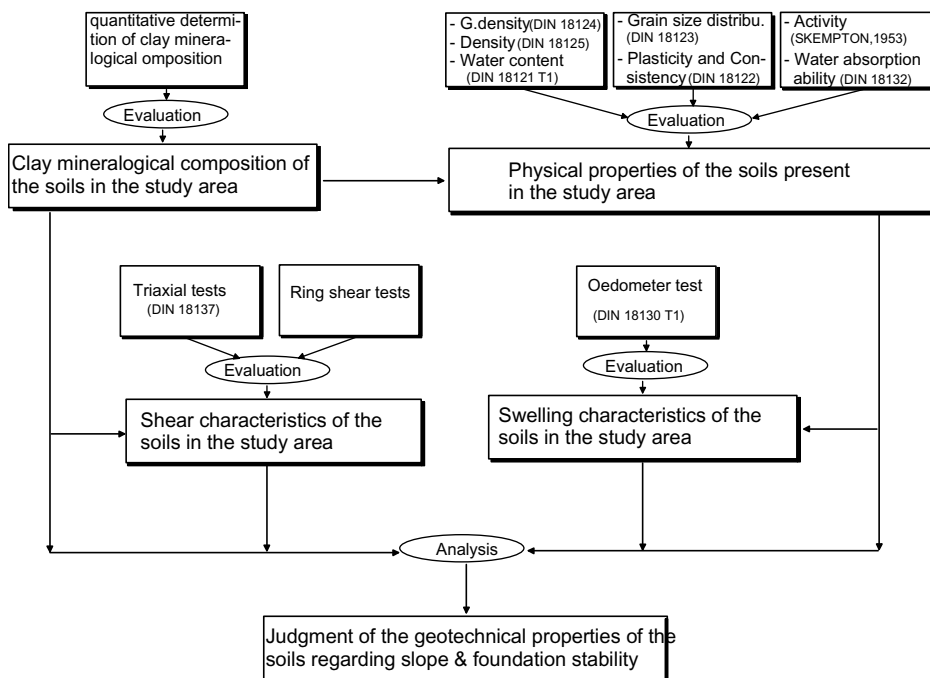 quantitative determi-
nation of clay minera-
logical omposition
- G.density(DIN 18124)
- Density(DIN 18125)
- Water content
(DIN 18121 T1)
- Grain size distribu.
(DIN 18123)
- Plasticity and Con-
sistency(DIN 18122)
- Activity
(SKEMPTON,1953)
- Water absorption
ability (DIN 18132)
Evaluation
Evaluation
Clay mineralogical composition of
the soils in the study area
Physical properties of the soils present
in the study area
Triaxial tests
(DIN 18137)
Ring shear tests
Oedometer test
(DIN 18130 T1)
Evaluation
Evaluation
Shear characteristics of the
soils in the study area
Swelling characteristics of the
soils in the study area
Analysis
Judgment of the geotechnical properties of the
soils regarding slope & foundation stability